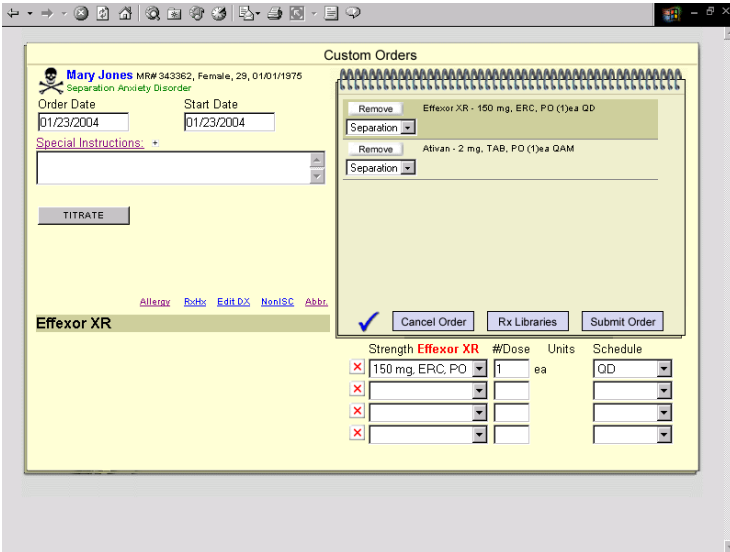 Custom Orders
Mary Jones MR# 343362, Female, 29, 01/01/1975
Separation Anxiety Disorder
Order Date Start Date
01/23/2004 01/23/2004
Special Instructions: +
TITRATE
Allergy RxHx Edit DX NonISC Abbr.
Effexor XR
Remove Effexor XR - 150 mg, ERC, PO (1)ea QD
Separation
Remove Ativan - 2 mg, TAB, PO (1)ea QAM
Separation
Cancel Order Rx Libraries Submit Order
Strength Effexor XR #/Dose Units Schedule
150 mg, ERC, PO 1 ea QD